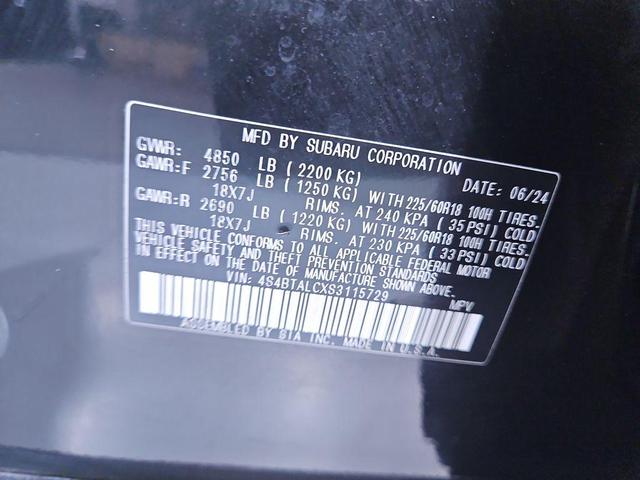 MFD BY SUBARU CORPORATION
GVWR: 4850 LB ( 2200 KG) DATE: 06/24
GAWR:F 2756 LB ( 1250 KG) WITH 225/60R18 100H TIRES.
18X7J RIMS. AT 240 KPA ( 35 PSI) COLD
GAWR:R 2690 LB ( 1220 KG) WITH 225/60R18 100H TIRES.
18X7J RIMS. AT 230 KPA ( 33 PSI) COLD
THIS VEHICLE CONFORMS TO ALL APPLICABLE FEDERAL MOTOR
VEHICLE SAFETY AND THEFT PREVENTION STANDARDS
IN EFFECT ON THE DATE OF MANUFACTURE SHOWN ABOVE.
VIN: 4S4BTALCXS3115729 MPV
ASSEMBLED BY SIA INC. MADE IN U.S.A.